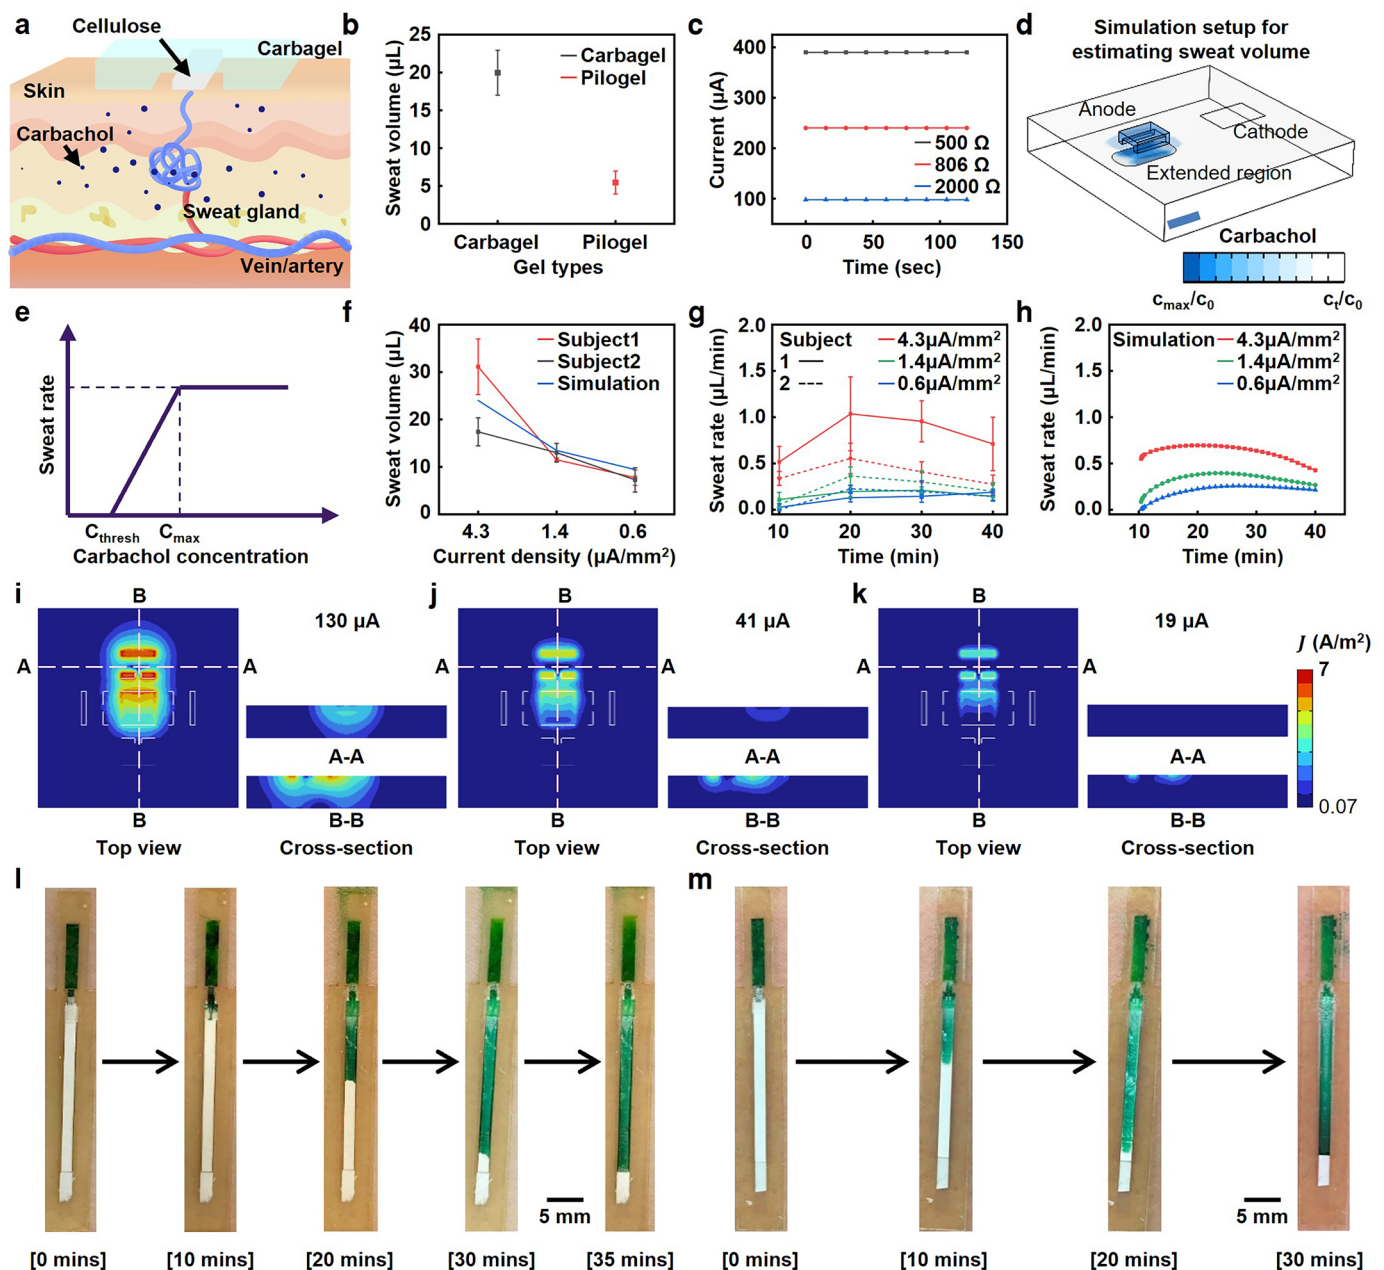 a
Cellulose
Carbagel
Skin
Carbachol
Sweat gland
Vein/artery
b
Sweat volume (µL)
25
20
15
10
5
0
Carbagel
Pilogel
Carbagel
Pilogel
Gel types
c
Current (µA)
400
300
200
100
500 Ω
806 Ω
2000 Ω
0
50
100
150
Time (sec)
d
Simulation setup for
estimating sweat volume
Anode
Cathode
Extended region
Carbachol
cmax/c0
ct/c0
e
Sweat rate
Cthresh
Cmax
Carbachol concentration
f
Sweat volume (µL)
40
30
20
10
0
Subject1
Subject2
Simulation
4.3
1.4
0.6
Current density (µA/mm²)
g
Sweat rate (µL/min)
2.0
1.5
1.0
0.5
0.0
Subject
1
2
4.3µA/mm²
1.4µA/mm²
0.6µA/mm²
10
20
30
40
Time (min)
h
Sweat rate (µL/min)
2.0
1.5
1.0
0.5
0.0
Simulation
4.3µA/mm²
1.4µA/mm²
0.6µA/mm²
10
20
30
40
Time (min)
i
B
130 µA
A
A
A-A
B
B-B
Top view
Cross-section
j
B
41 µA
A
A-A
B
B-B
Top view
Cross-section
k
B
19 µA
A
A-A
B
B-B
Top view
Cross-section
J (A/m²)
7
0.07
l
5 mm
[0 mins]
[10 mins]
[20 mins]
[30 mins]
[35 mins]
m
5 mm
[0 mins]
[10 mins]
[20 mins]
[30 mins]